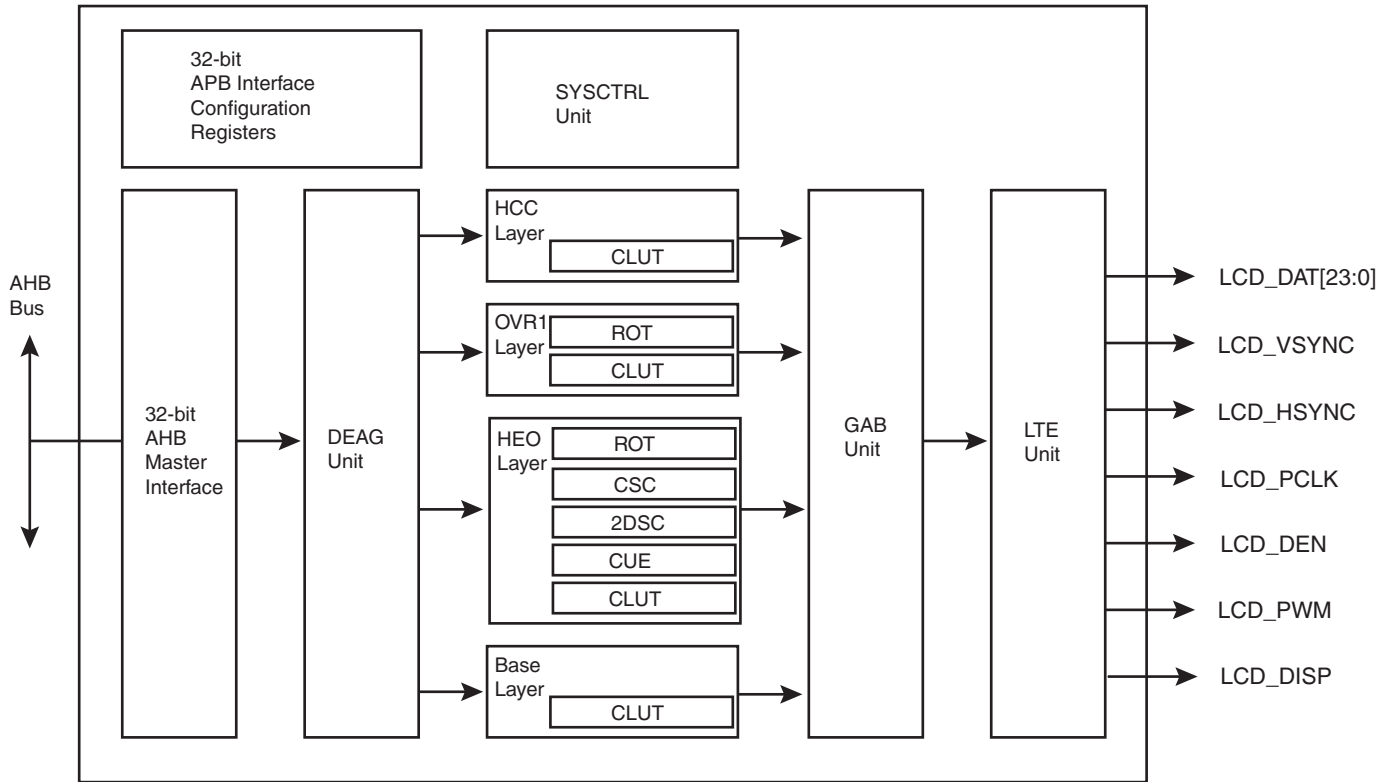 32-bit
APB Interface
Configuration
Registers
SYSCTRL
Unit
AHB
Bus
32-bit
AHB
Master
Interface
DEAG
Unit
HCC
Layer
CLUT
OVR1
Layer
ROT
CLUT
HEO
Layer
ROT
CSC
2DSC
CUE
CLUT
Base
Layer
CLUT
GAB
Unit
LTE
Unit
LCD_DAT[23:0]
LCD_VSYNC
LCD_HSYNC
LCD_PCLK
LCD_DEN
LCD_PWM
LCD_DISP